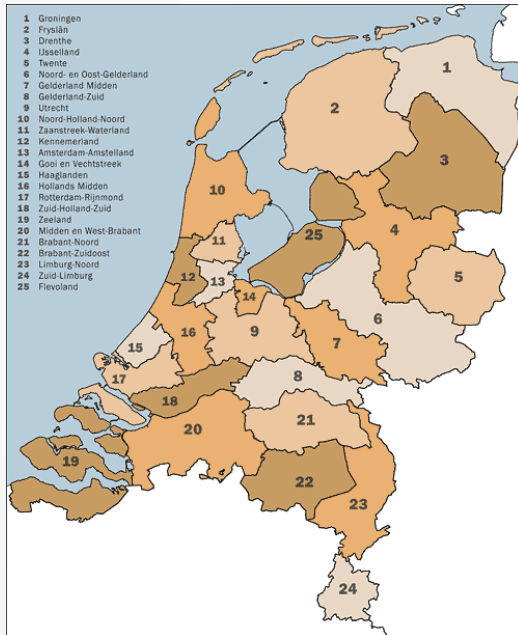 1 Groningen
2 Fryslân
3 Drenthe
4 IJsselland
5 Twente
6 Noord- en Oost-Gelderland
7 Gelderland Midden
8 Gelderland-Zuid
9 Utrecht
10 Noord-Holland-Noord
11 Zaanstreek-Waterland
12 Kennemerland
13 Amsterdam-Amstelland
14 Gooi en Vechtstreek
15 Haaglanden
16 Hollands Midden
17 Rotterdam-Rijnmond
18 Zuid-Holland-Zuid
19 Zeeland
20 Midden en West-Brabant
21 Brabant-Noord
22 Brabant-Zuidoost
23 Limburg-Noord
24 Zuid-Limburg
25 Flevoland
1
2
3
10
4
25
11
12
13
5
14
6
9
16
15
7
17
8
18
21
20
19
22
23
24